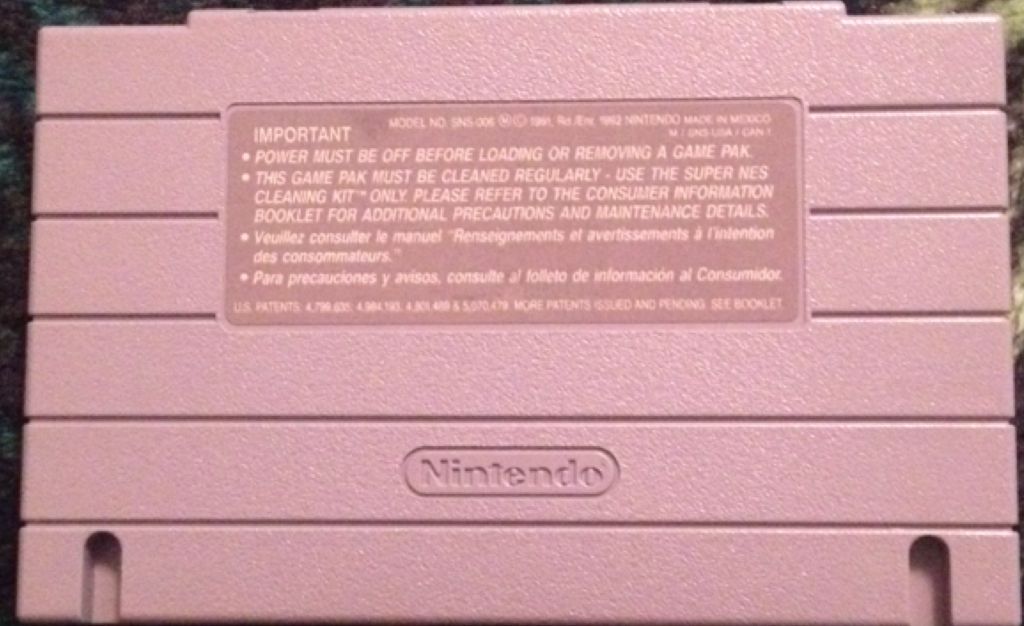 MODEL NO. SNS-006 Ⓜ © 1991, Rd./Enr. 1992 NINTENDO MADE IN MEXICO
IMPORTANT
M / SNS-USA / CAN-1
• POWER MUST BE OFF BEFORE LOADING OR REMOVING A GAME PAK.
• THIS GAME PAK MUST BE CLEANED REGULARLY - USE THE SUPER NES
CLEANING KIT™ ONLY. PLEASE REFER TO THE CONSUMER INFORMATION
BOOKLET FOR ADDITIONAL PRECAUTIONS AND MAINTENANCE DETAILS.
• Veuillez consulter le manuel "Renseignements et avertissements à l'intention
des consommateurs."
• Para precauciones y avisos, consulte al folleto de información al Consumidor.
U.S. PATENTS: 4,799,635; 4,984,193; 4,901,469 & 5,070,479. MORE PATENTS ISSUED AND PENDING. SEE BOOKLET.
Nintendo